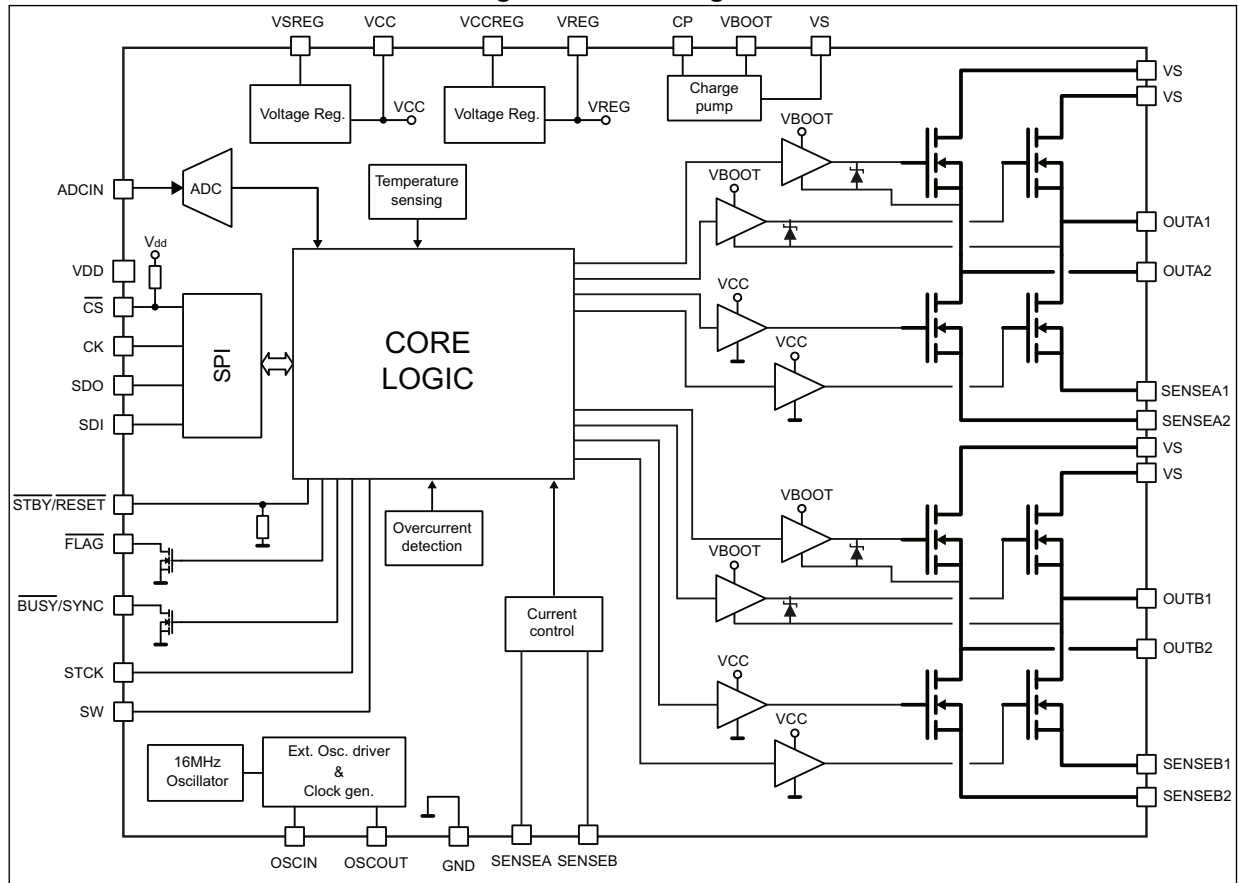 VSREG
VCC
VCCREG
VREG
CP
VBOOT
VS
Voltage Reg.
VCC
Voltage Reg.
VREG
Charge
pump
VS
VS
ADCIN
ADC
Temperature
sensing
VBOOT
VBOOT
OUTA1
OUTA2
Vdd
VDD
CS
CK
SDO
SDI
SPI
CORE
LOGIC
VCC
VCC
SENSEA1
SENSEA2
VS
VS
STBY/RESET
FLAG
BUSY/SYNC
STCK
SW
Overcurrent
detection
Current
control
VBOOT
VBOOT
OUTB1
OUTB2
VCC
VCC
SENSEB1
SENSEB2
16MHz
Oscillator
Ext. Osc. driver
&
Clock gen.
OSCIN
OSCOUT
GND
SENSEA
SENSEB